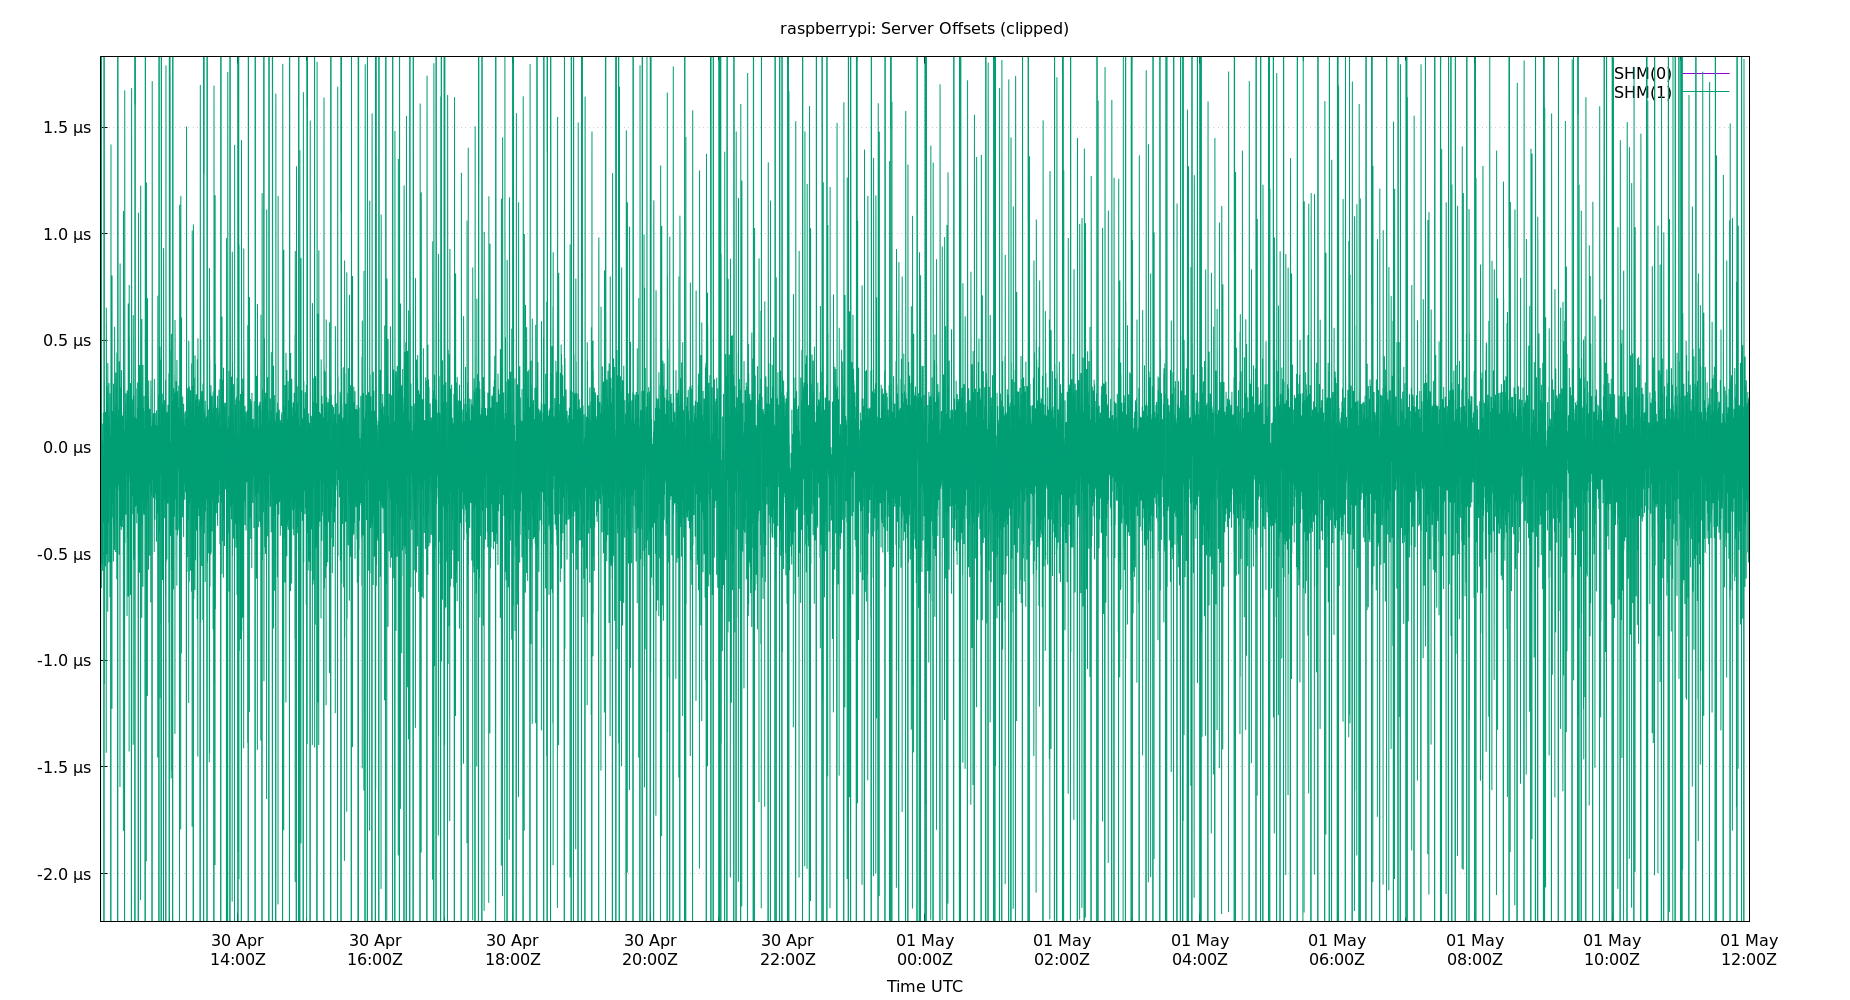 raspberrypi: Server Offsets (clipped)
SHM(0)
SHM(1)
1.5 µs
1.0 µs
0.5 µs
0.0 µs
-0.5 µs
-1.0 µs
-1.5 µs
-2.0 µs
30 Apr 30 Apr 30 Apr 30 Apr 30 Apr 01 May 01 May 01 May 01 May 01 May 01 May 01 May
14:00Z 16:00Z 18:00Z 20:00Z 22:00Z 00:00Z 02:00Z 04:00Z 06:00Z 08:00Z 10:00Z 12:00Z
Time UTC